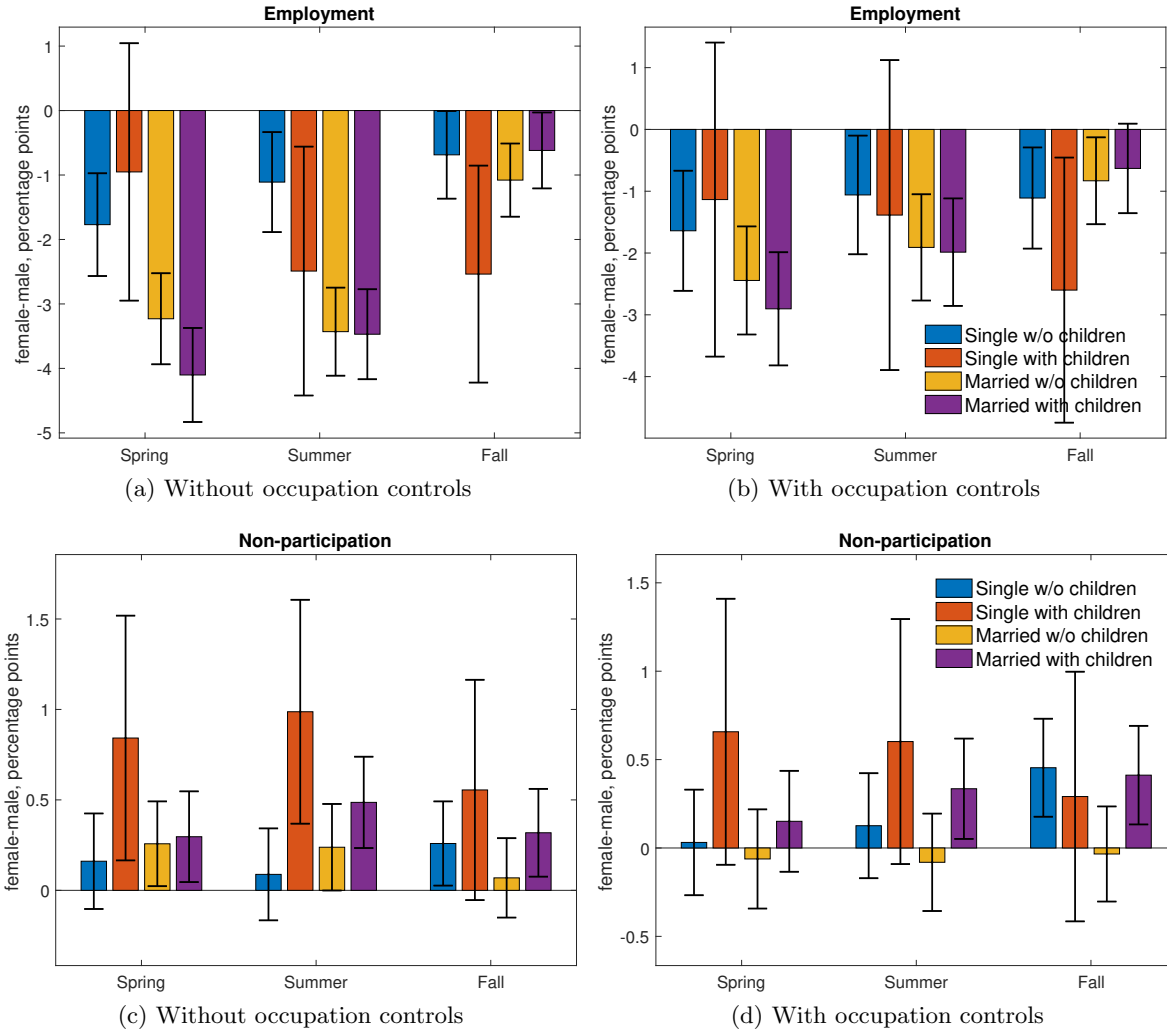 Employment
female-male, percentage points
1
0
-1
-2
-3
-4
-5
Spring
Summer
Fall
(a) Without occupation controls
Employment
female-male, percentage points
1
0
-1
-2
-3
-4
Single w/o children
Single with children
Married w/o children
Married with children
Spring
Summer
Fall
(b) With occupation controls
Non-participation
female-male, percentage points
1.5
1
0.5
0
Spring
Summer
Fall
(c) Without occupation controls
Non-participation
female-male, percentage points
1.5
1
0.5
0
-0.5
Single w/o children
Single with children
Married w/o children
Married with children
Spring
Summer
Fall
(d) With occupation controls